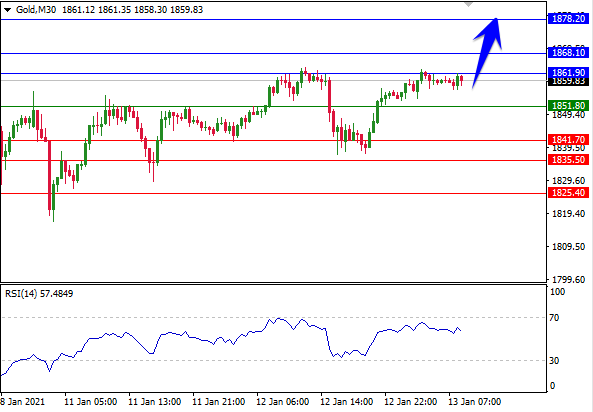 Gold,M30 1861.12 1861.35 1858.30 1859.83
1878.20
1868.10
1861.90
1859.83
1851.80
1849.40
1841.70
1839.50
1835.50
1829.60
1825.40
1819.40
1809.50
1799.60
RSI(14) 57.4849
100
70
30
0
8 Jan 2021
11 Jan 05:00
11 Jan 13:00
11 Jan 21:00
12 Jan 06:00
12 Jan 14:00
12 Jan 22:00
13 Jan 07:00